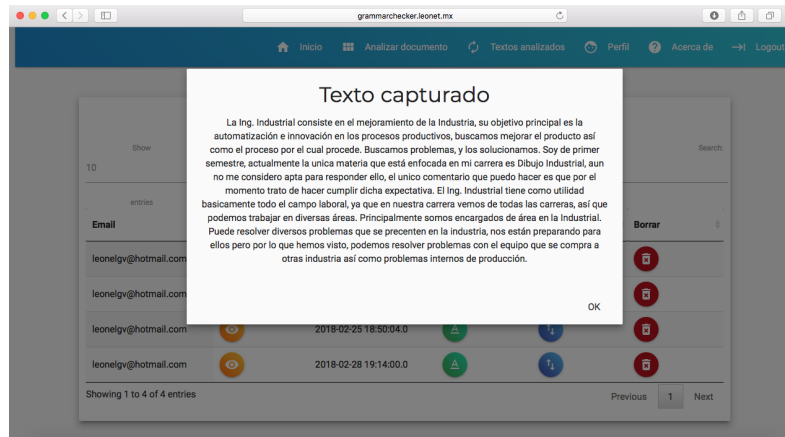 grammarchecker.leonet.mx
Inicio Analizar documento Textos analizados Perfil Acerca de Logout
Texto capturado
La Ing. Industrial consiste en el mejoramiento de la Industria, su objetivo principal es la
automatización e innovación en los procesos productivos, buscamos mejorar el producto así
como el proceso por el cual procede. Buscamos problemas, y los solucionamos. Soy de primer
semestre, actualmente la unica materia que está enfocada en mi carrera es Dibujo Industrial, aun
no me considero apta para responder ello, el unico comentario que puedo hacer es que por el
momento trato de hacer cumplir dicha expectativa. El Ing. Industrial tiene como utilidad
basicamente todo el campo laboral, ya que en nuestra carrera vemos de todas las carreras, así que
podemos trabajar en diversas áreas. Principalmente somos encargados de área en la Industrial.
Puede resolver diversos problemas que se precenten en la industria, nos están preparando para
ellos pero por lo que hemos visto, podemos resolver problemas con el equipo que se compra a
otras industria así como problemas internos de producción.
OK
Show
Search:
10
entries
Email Borrar
leonelgv@hotmail.com
leonelgv@hotmail.com
leonelgv@hotmail.com 2018-02-25 18:50:04.0
leonelgv@hotmail.com 2018-02-28 19:14:00.0
Showing 1 to 4 of 4 entries
Previous 1 Next